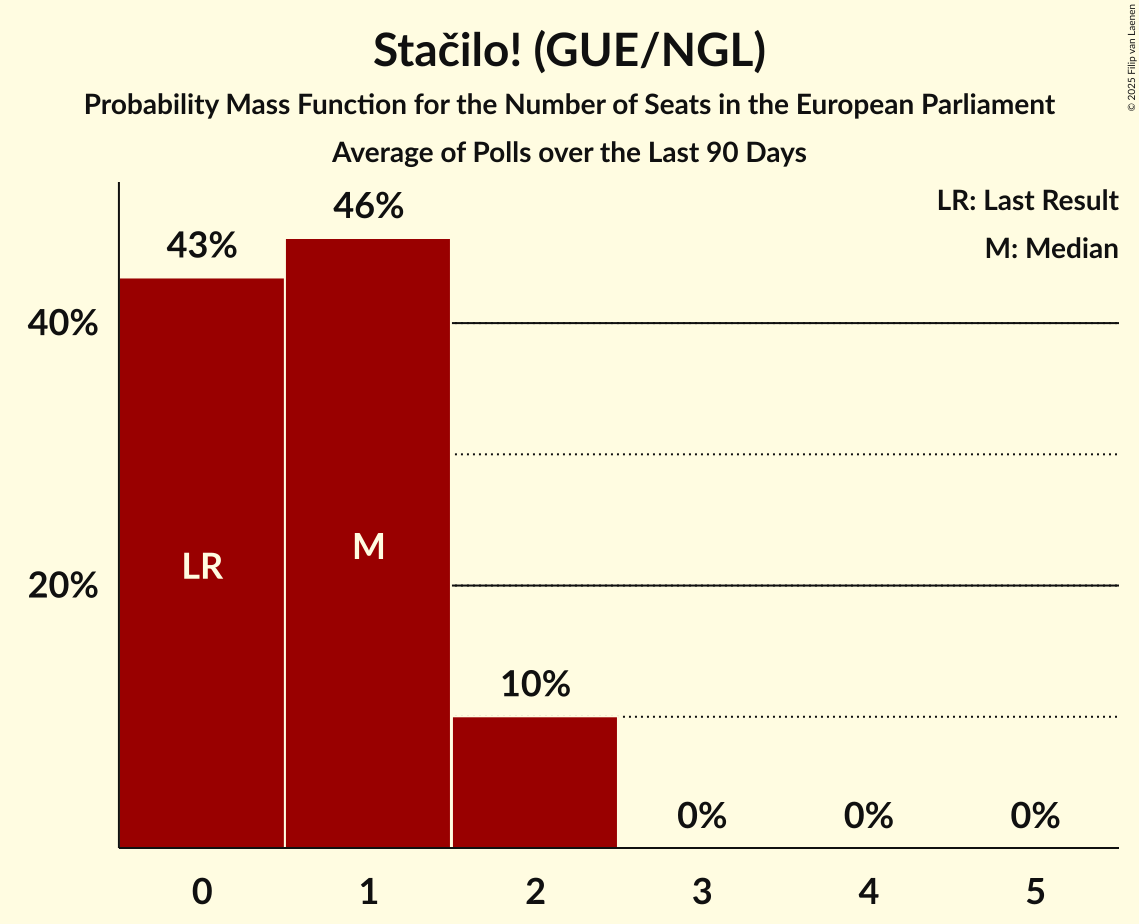 Stačilo! (GUE/NGL)
Probability Mass Function for the Number of Seats in the European Parliament
Average of Polls over the Last 90 Days
© 2025 Filip van Laenen
LR: Last Result
M: Median
43%
46%
10%
0%
0%
0%
40%
20%
LR
M
0
1
2
3
4
5